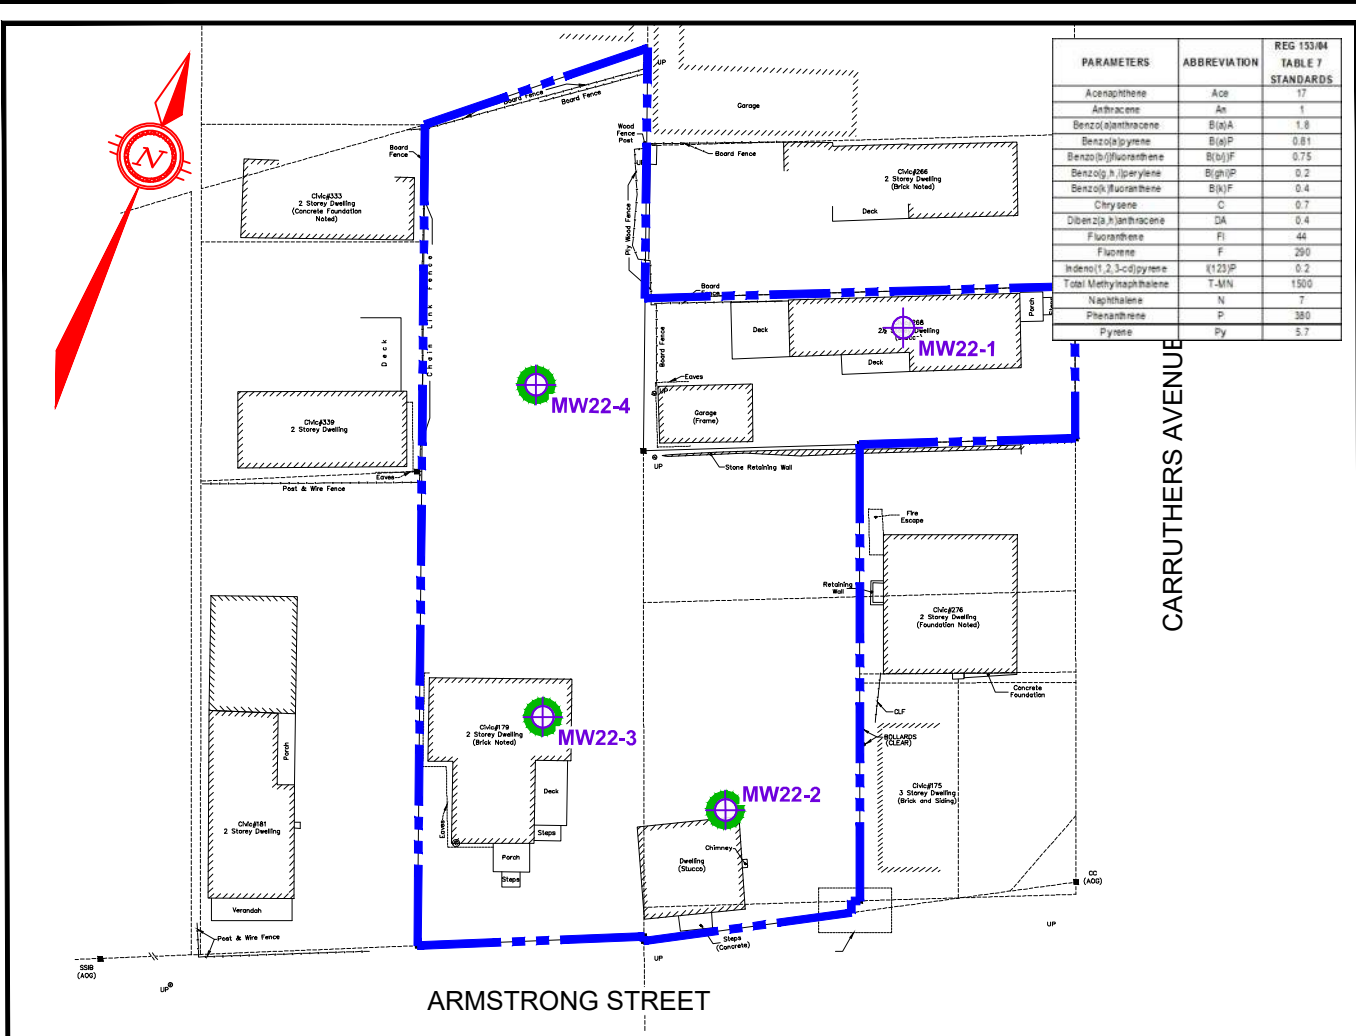 PARAMETERS ABBREVIATION REG 153/04 TABLE 7 STANDARDS
Acenaphthene Ace 17
Anthracene An 1
Benzo(a)anthracene B(a)A 1.8
Benzo(a)pyrene B(a)P 0.81
Benzo(b/j)fluoranthene B(b/j)F 0.75
Benzo(g,h,i)perylene B(ghi)P 0.2
Benzo(k)fluoranthene B(k)F 0.4
Chrysene C 0.7
Dibenz(a,h)anthracene DA 0.4
Fluoranthene Fl 44
Fluorene F 290
Indeno(1,2,3-cd)pyrene I(123)P 0.2
Total Methylnaphthalene T-MN 1500
Naphthalene N 7
Phenanthrene P 380
Pyrene Py 5.7
N
UP
Board Fence
Board Fence
Garage
Wood
Fence
Post
Board
Fence
Board Fence
UP
Civic#333
2 Storey Dwelling
(Concrete Foundation
Noted)
Civic#266
2 Storey Dwelling
(Brick Noted)
Deck
Ply Wood Fence
Chain Link Fence
Board
Porch
Deck
268
Dwelling
MW22-1
Deck
Board Fence
Deck
Eaves
UP
MW22-4
Garage
(Frame)
Civic#339
2 Storey Dwelling
Eaves
Post & Wire Fence
UP
Stone Retaining Wall
CARRUTHERS AVENUE
Fire
Escape
Retaining
Wall
Civic#276
2 Storey Dwelling
(Foundation Noted)
Concrete
Foundation
CLF
BOLLARDS
(CLEAR)
Civic#179
2 Storey Dwelling
(Brick Noted)
MW22-3
Porch
Deck
MW22-2
Civic#175
3 Storey Dwelling
(Brick and Siding)
Civic#181
2 Storey Dwelling
Eaves
Steps
Porch
Steps
Chimney
Dwelling
(Stucco)
CC
(AOG)
Verandah
Post & Wire Fence
Steps
(Concrete)
UP
UP
SSIB
(AOG)
UP
ARMSTRONG STREET